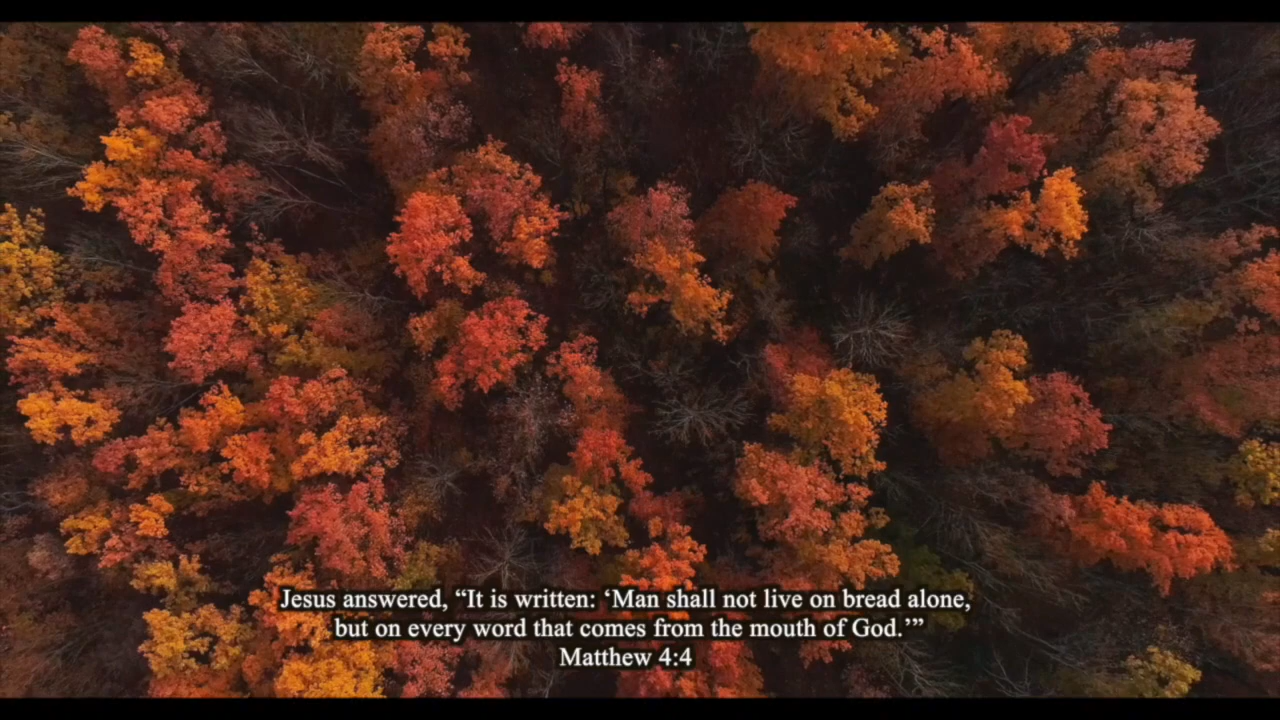 Jesus answered, “It is written: ‘Man shall not live on bread alone,
but on every word that comes from the mouth of God.’”
Matthew 4:4